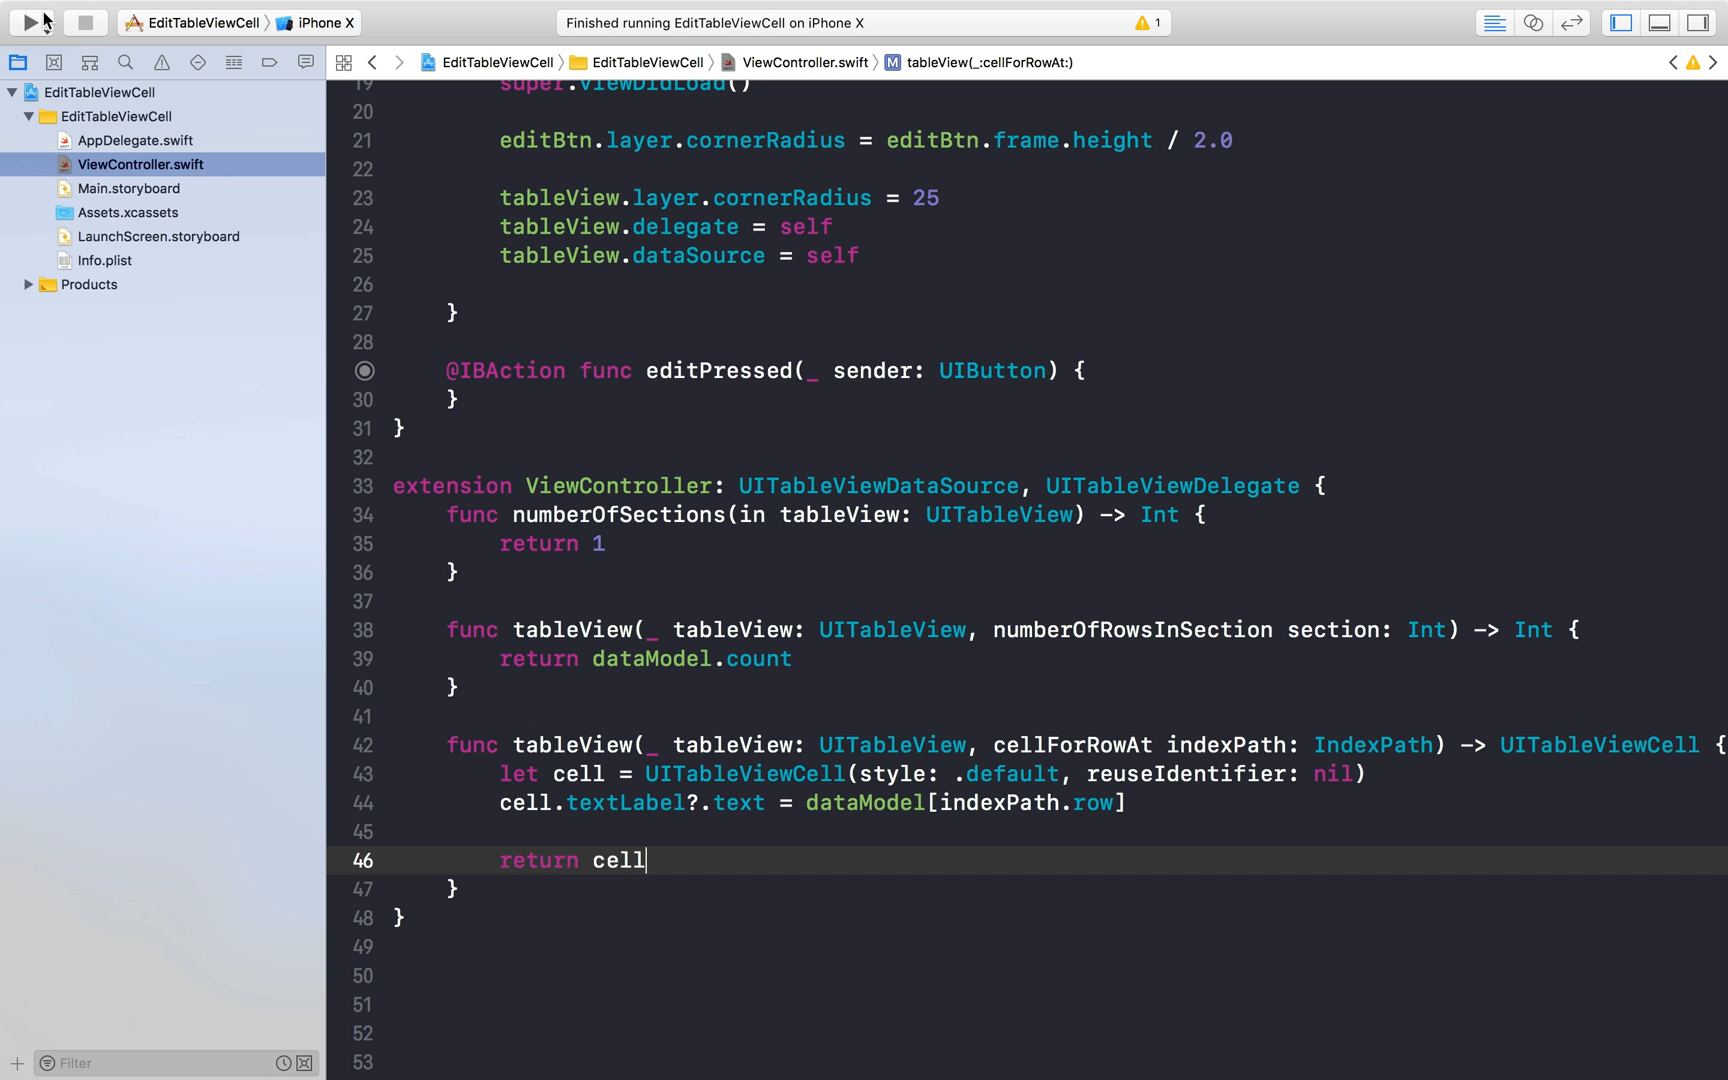 EditTableViewCell iPhone X Finished running EditTableViewCell on iPhone X 1
EditTableViewCell EditTableViewCell ViewController.swift M tableView(_:cellForRowAt:)
EditTableViewCell
EditTableViewCell
AppDelegate.swift
ViewController.swift
Main.storyboard
Assets.xcassets
LaunchScreen.storyboard
Info.plist
Products
Filter
19 super.viewDidLoad()
20
21 editBtn.layer.cornerRadius = editBtn.frame.height / 2.0
22
23 tableView.layer.cornerRadius = 25
24 tableView.delegate = self
25 tableView.dataSource = self
26
27 }
28
@IBAction func editPressed(_ sender: UIButton) {
30 }
31 }
32
33 extension ViewController: UITableViewDataSource, UITableViewDelegate {
34 func numberOfSections(in tableView: UITableView) -> Int {
35 return 1
36 }
37
38 func tableView(_ tableView: UITableView, numberOfRowsInSection section: Int) -> Int {
39 return dataModel.count
40 }
41
42 func tableView(_ tableView: UITableView, cellForRowAt indexPath: IndexPath) -> UITableViewCell {
43 let cell = UITableViewCell(style: .default, reuseIdentifier: nil)
44 cell.textLabel?.text = dataModel[indexPath.row]
45
46 return cell
47 }
48 }
49
50
51
52
53